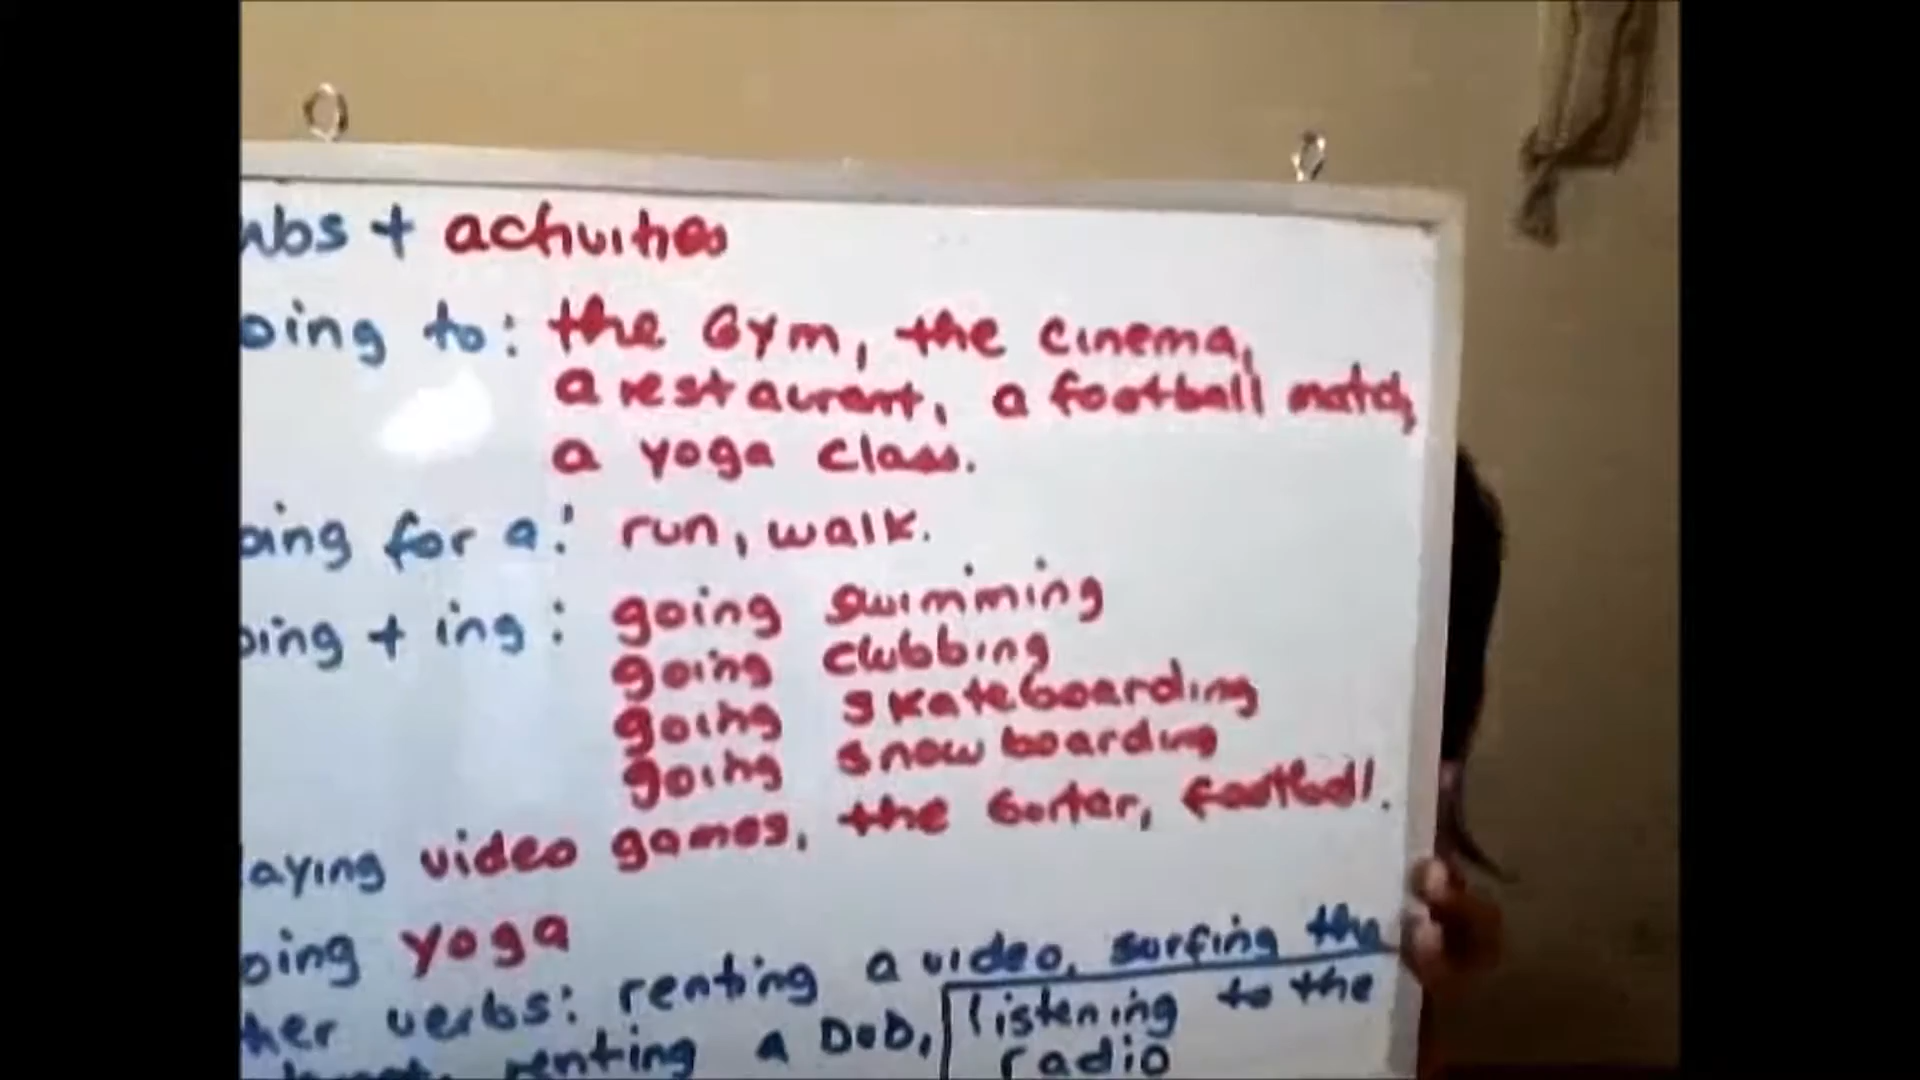 rbs + activities
oing to: the Gym, the cinema,
a restaurant, a football match,
a yoga class.
oing for a: run, walk.
oing + ing: going swimming
going clubbing
going skateboarding
going snowboarding
laying video games, the guitar, football.
oing yoga
her verbs: renting a video, surfing the
renting a DVD, listening to the
radio